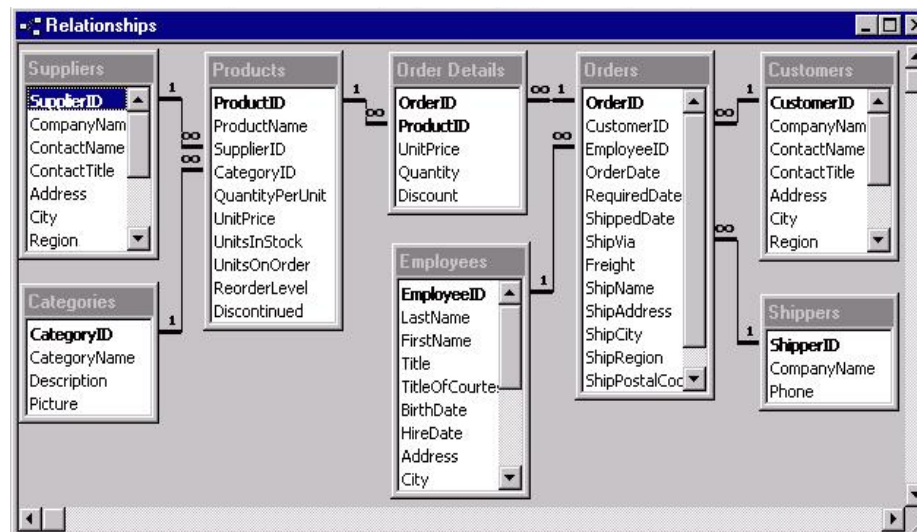 Relationships
Suppliers
SupplierID
CompanyNam
ContactName
ContactTitle
Address
City
Region
Products
ProductID
ProductName
SupplierID
CategoryID
QuantityPerUnit
UnitPrice
UnitsInStock
UnitsOnOrder
ReorderLevel
Discontinued
Order Details
OrderID
ProductID
UnitPrice
Quantity
Discount
Orders
OrderID
CustomerID
EmployeeID
OrderDate
RequiredDate
ShippedDate
ShipVia
Freight
ShipName
ShipAddress
ShipCity
ShipRegion
ShipPostalCoc
Customers
CustomerID
CompanyNam
ContactName
ContactTitle
Address
City
Region
Categories
CategoryID
CategoryName
Description
Picture
Employees
EmployeeID
LastName
FirstName
Title
TitleOfCourtes
BirthDate
HireDate
Address
City
Shippers
ShipperID
CompanyName
Phone
1
∞
∞
1
1
∞
∞
1
∞
1
∞
1
∞
1